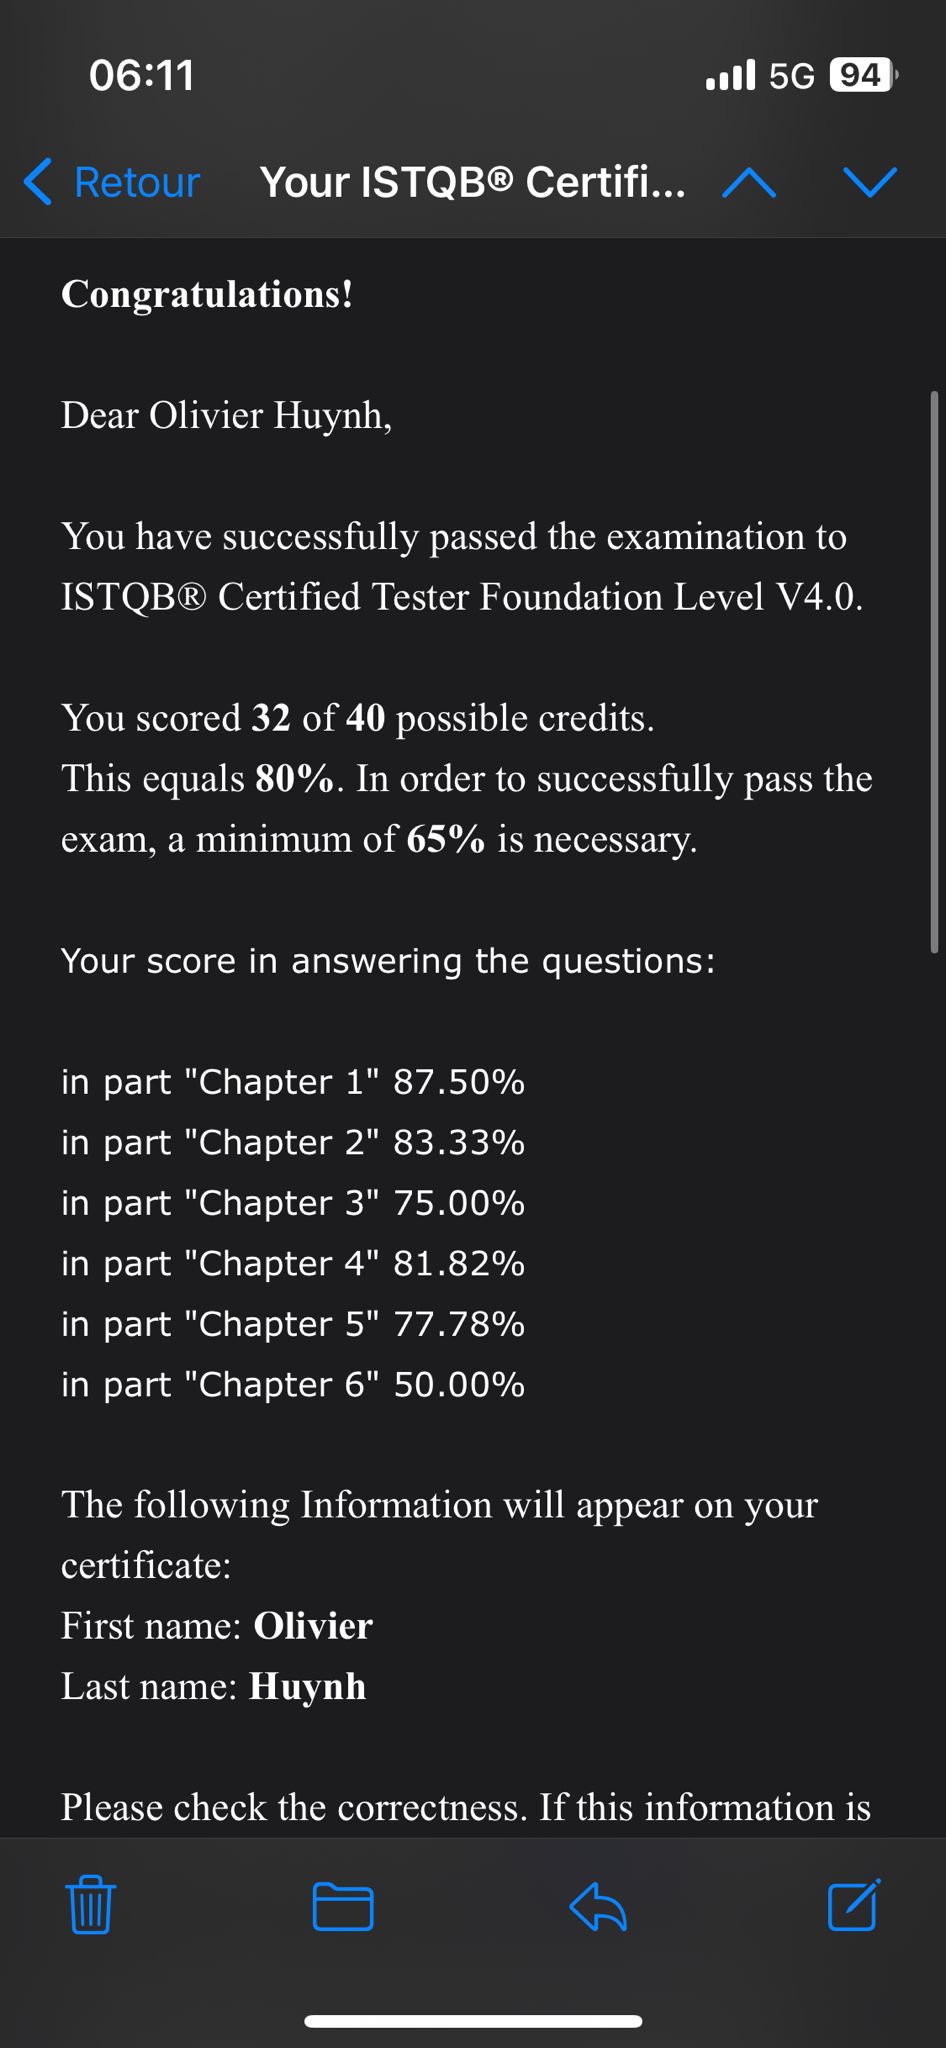 06:11
5G 94
Retour
Your ISTQB® Certifi...
Congratulations!
Dear Olivier Huynh,
You have successfully passed the examination to
ISTQB® Certified Tester Foundation Level V4.0.
You scored 32 of 40 possible credits.
This equals 80%. In order to successfully pass the
exam, a minimum of 65% is necessary.
Your score in answering the questions:
in part "Chapter 1" 87.50%
in part "Chapter 2" 83.33%
in part "Chapter 3" 75.00%
in part "Chapter 4" 81.82%
in part "Chapter 5" 77.78%
in part "Chapter 6" 50.00%
The following Information will appear on your
certificate:
First name: Olivier
Last name: Huynh
Please check the correctness. If this information is